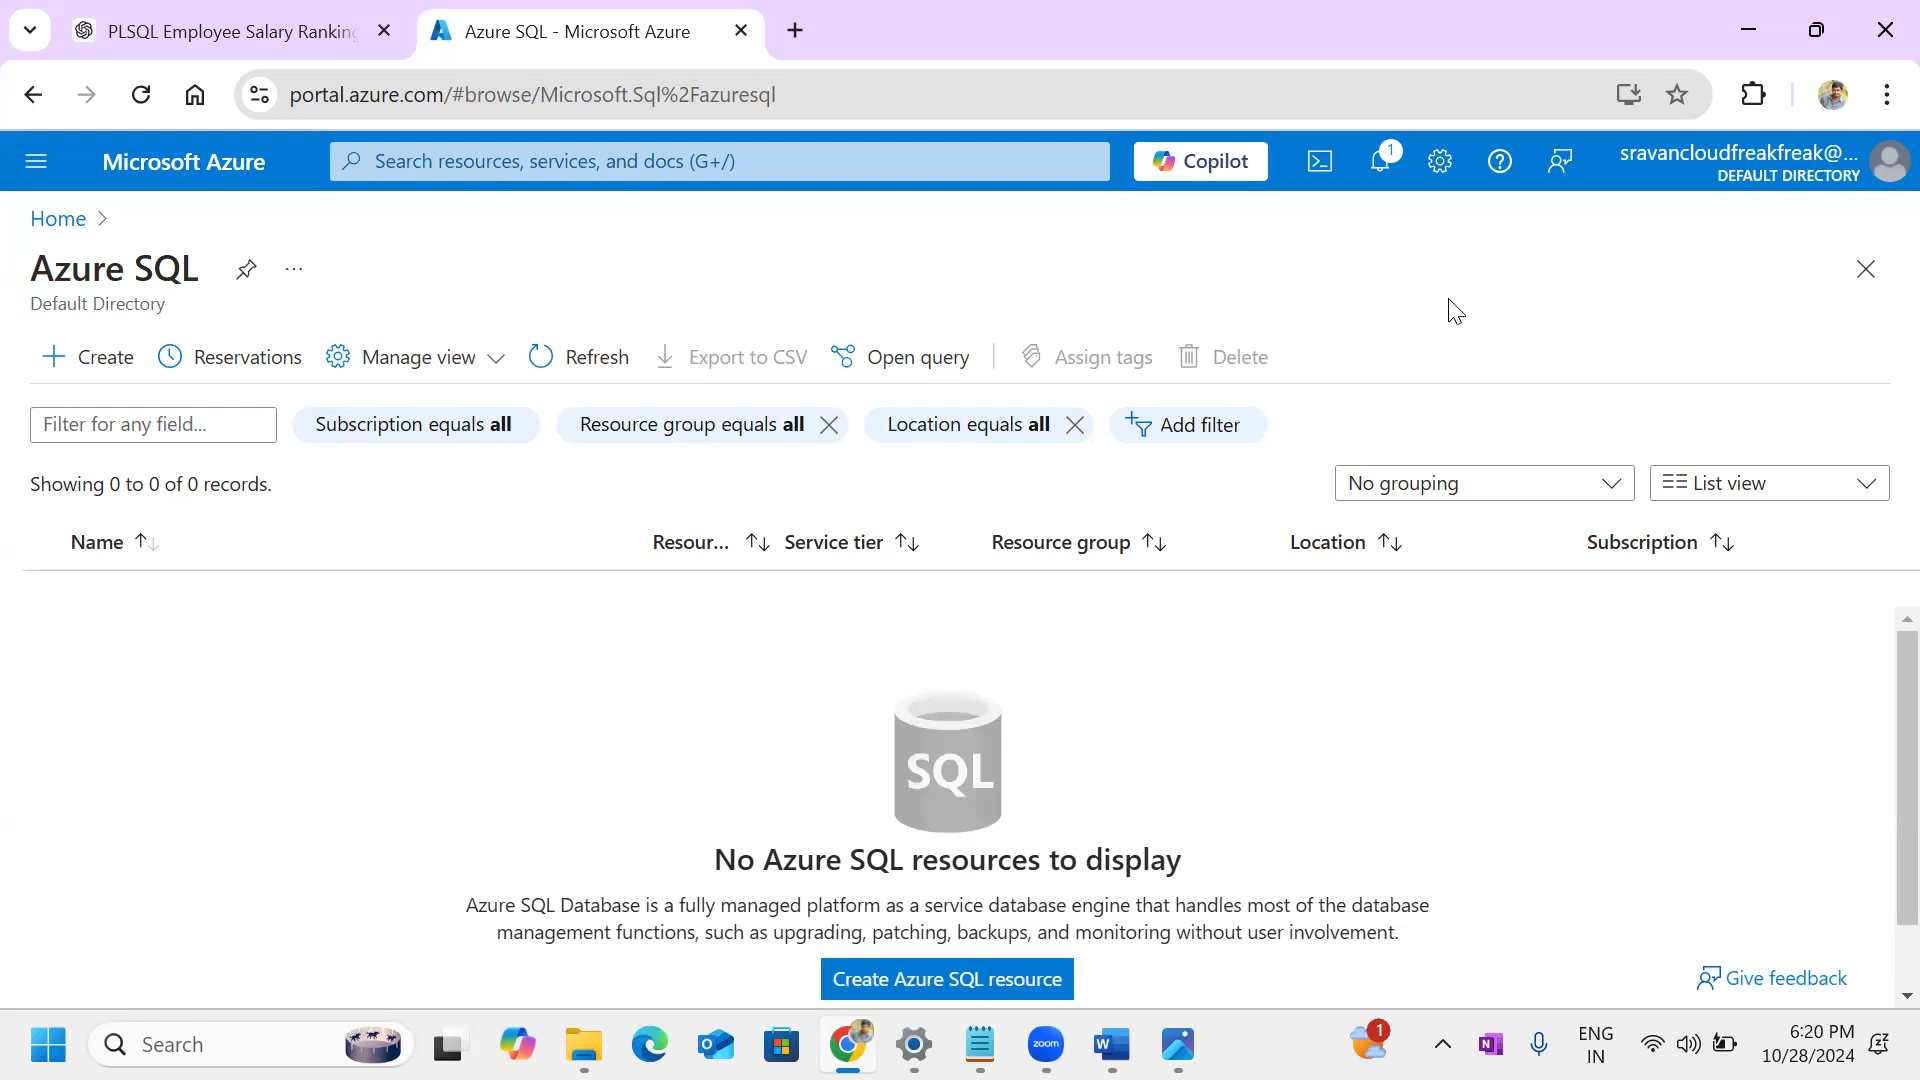 PLSQL Employee Salary Ranking
Azure SQL - Microsoft Azure
portal.azure.com/#browse/Microsoft.Sql%2Fazuresql
Microsoft Azure
Search resources, services, and docs (G+/)
Copilot
1
sravancloudfreakfreak@...
DEFAULT DIRECTORY
Home
Azure SQL
...
Default Directory
Create
Reservations
Manage view
Refresh
Export to CSV
Open query
Assign tags
Delete
Filter for any field...
Subscription equals all
Resource group equals all
Location equals all
Add filter
Showing 0 to 0 of 0 records.
No grouping
List view
Name
Resour...
Service tier
Resource group
Location
Subscription
SQL
No Azure SQL resources to display
Azure SQL Database is a fully managed platform as a service database engine that handles most of the database
management functions, such as upgrading, patching, backups, and monitoring without user involvement.
Create Azure SQL resource
Give feedback
Search
zoom
1
ENG
IN
6:20 PM
10/28/2024